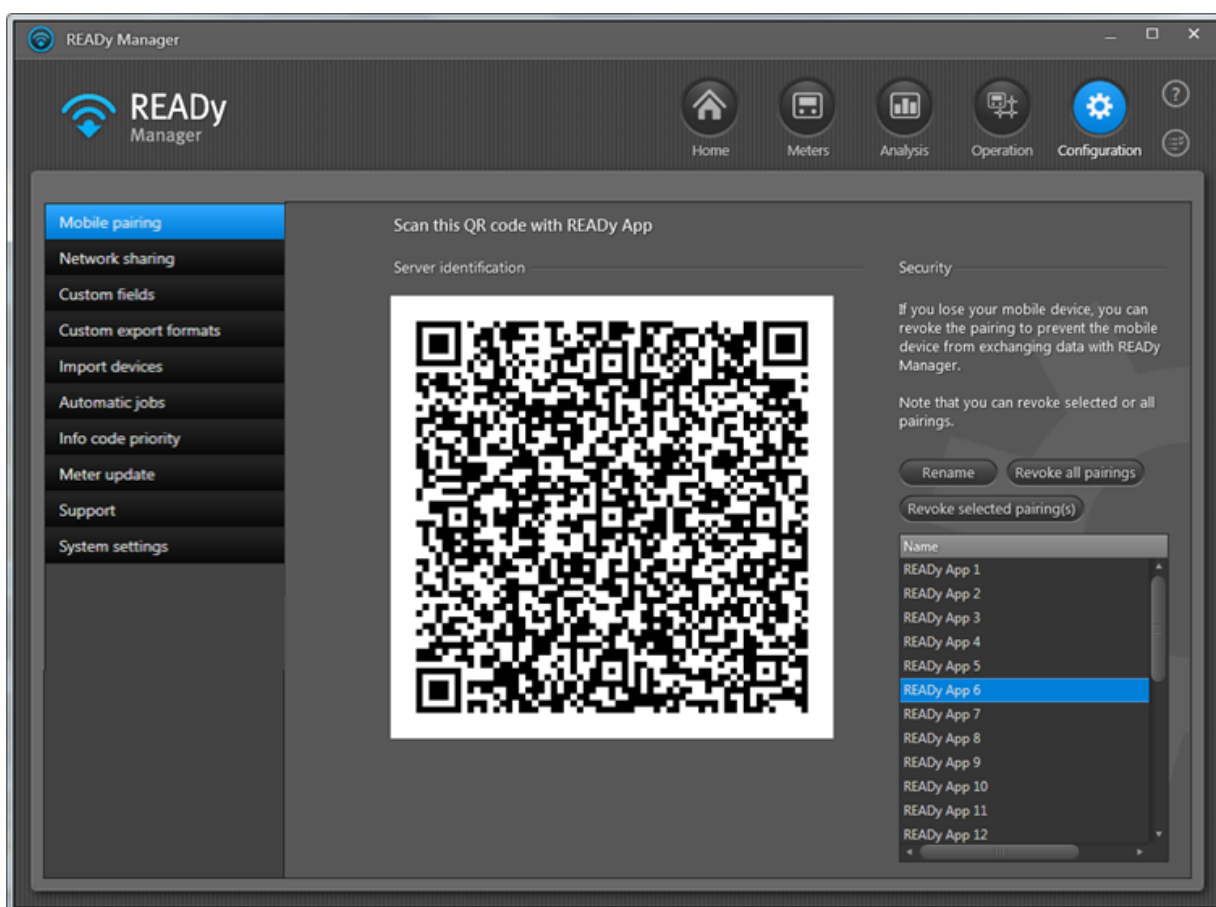 READy Manager
READy
Manager
?
Home
Meters
Analysis
Operation
Configuration
Mobile pairing
Network sharing
Custom fields
Custom export formats
Import devices
Automatic jobs
Info code priority
Meter update
Support
System settings
Scan this QR code with READy App
Server identification
Security
If you lose your mobile device, you can
revoke the pairing to prevent the mobile
device from exchanging data with READy
Manager.
Note that you can revoke selected or all
pairings.
Rename
Revoke all pairings
Revoke selected pairing(s)
Name
READy App 1
READy App 2
READy App 3
READy App 4
READy App 5
READy App 6
READy App 7
READy App 8
READy App 9
READy App 10
READy App 11
READy App 12